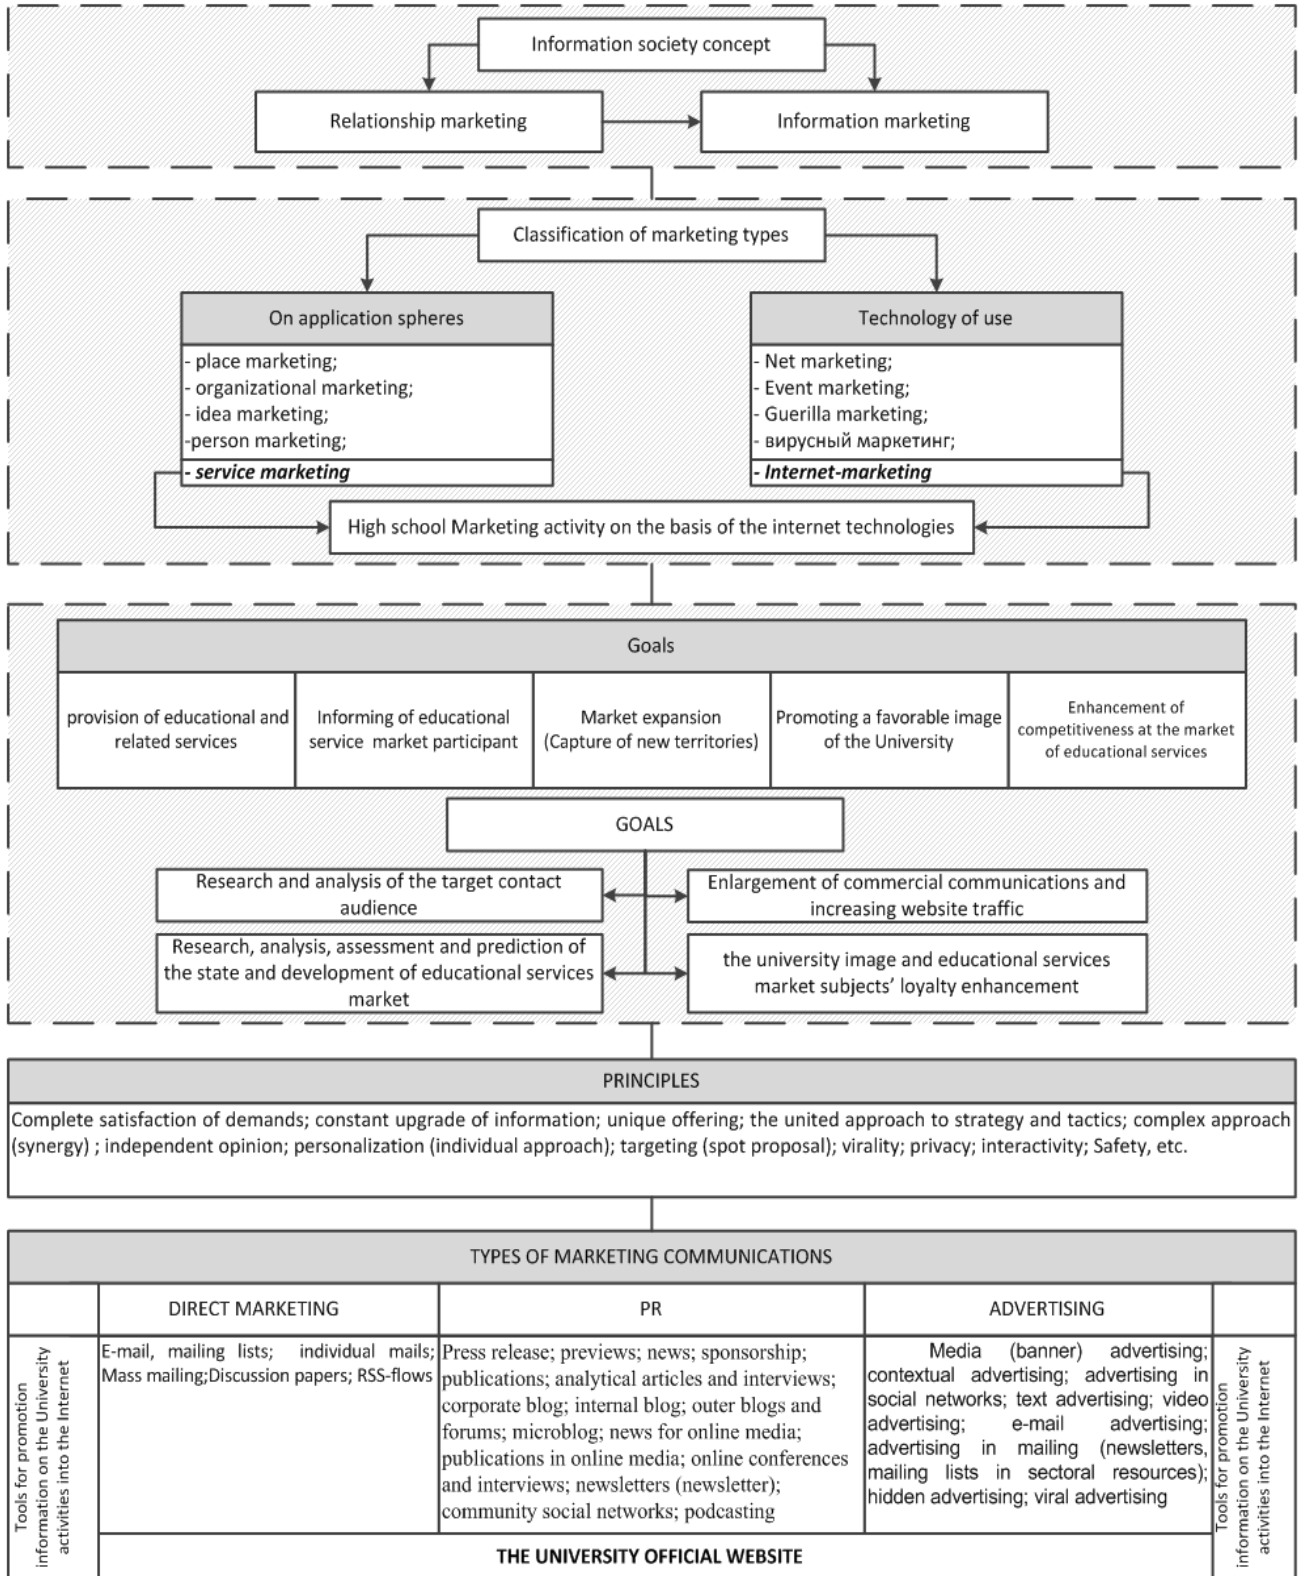 Information society concept
Relationship marketing
Information marketing
Classification of marketing types
On application spheres
- place marketing;
- organizational marketing;
- idea marketing;
-person marketing;
- service marketing
Technology of use
- Net marketing;
- Event marketing;
- Guerilla marketing;
- вирусный маркетинг;
- Internet-marketing
High school Marketing activity on the basis of the internet technologies
Goals
provision of educational and
related services
Informing of educational
service market participant
Market expansion
(Capture of new territories)
Promoting a favorable image
of the University
Enhancement of
competitiveness at the market
of educational services
GOALS
Research and analysis of the target contact
audience
Enlargement of commercial communications and
increasing website traffic
Research, analysis, assessment and prediction of
the state and development of educational services
market
the university image and educational services
market subjects' loyalty enhancement
PRINCIPLES
Complete satisfaction of demands; constant upgrade of information; unique offering; the united approach to strategy and tactics; complex approach
(synergy) ; independent opinion; personalization (individual approach); targeting (spot proposal); virality; privacy; interactivity; Safety, etc.
TYPES OF MARKETING COMMUNICATIONS
DIRECT MARKETING
PR
ADVERTISING
Tools for promotion
information on the University
activities into the Internet
E-mail, mailing lists; individual mails;
Mass mailing;Discussion papers; RSS-flows
Press release; previews; news; sponsorship;
publications; analytical articles and interviews;
corporate blog; internal blog; outer blogs and
forums; microblog; news for online media;
publications in online media; online conferences
and interviews; newsletters (newsletter);
community social networks; podcasting
Media (banner) advertising;
contextual advertising; advertising in
social networks; text advertising; video
advertising; e-mail advertising;
advertising in mailing (newsletters,
mailing lists in sectoral resources);
hidden advertising; viral advertising
Tools for promotion
information on the University
activities into the Internet
THE UNIVERSITY OFFICIAL WEBSITE